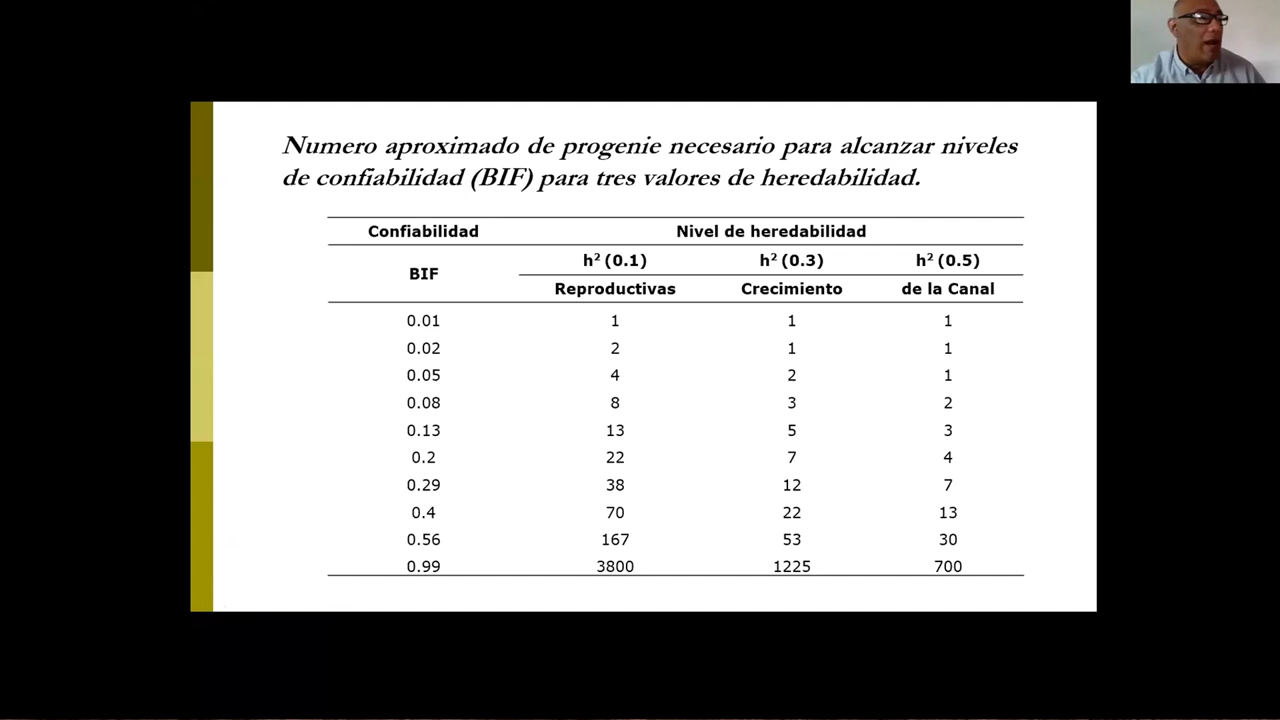 Numero aproximado de progenie necesario para alcanzar niveles
de confiabilidad (BIF) para tres valores de heredabilidad.
Confiabilidad Nivel de heredabilidad
BIF h² (0.1) h² (0.3) h² (0.5)
Reproductivas Crecimiento de la Canal
0.01 1 1 1
0.02 2 1 1
0.05 4 2 1
0.08 8 3 2
0.13 13 5 3
0.2 22 7 4
0.29 38 12 7
0.4 70 22 13
0.56 167 53 30
0.99 3800 1225 700